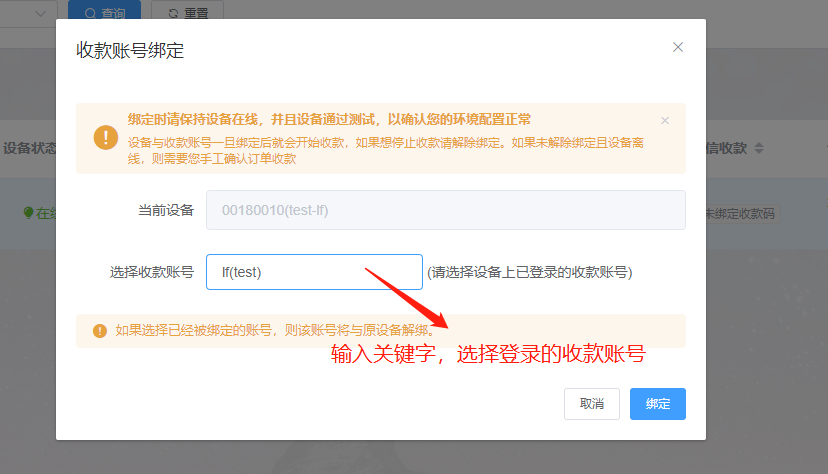 查询
重置
收款账号绑定
绑定时请保持设备在线，并且设备通过测试，以确认您的环境配置正常
设备与收款账号一旦绑定后就会开始收款，如果想停止收款请解除绑定。如果未解除绑定且设备离
线，则需要您手工确认订单收款
设备状态
信收款
当前设备
00180010(test-lf)
在线
未绑定收款码
选择收款账号
lf(test)
(请选择设备上已登录的收款账号)
如果选择已经被绑定的账号，则该账号将与原设备解绑。
输入关键字，选择登录的收款账号
取消
绑定